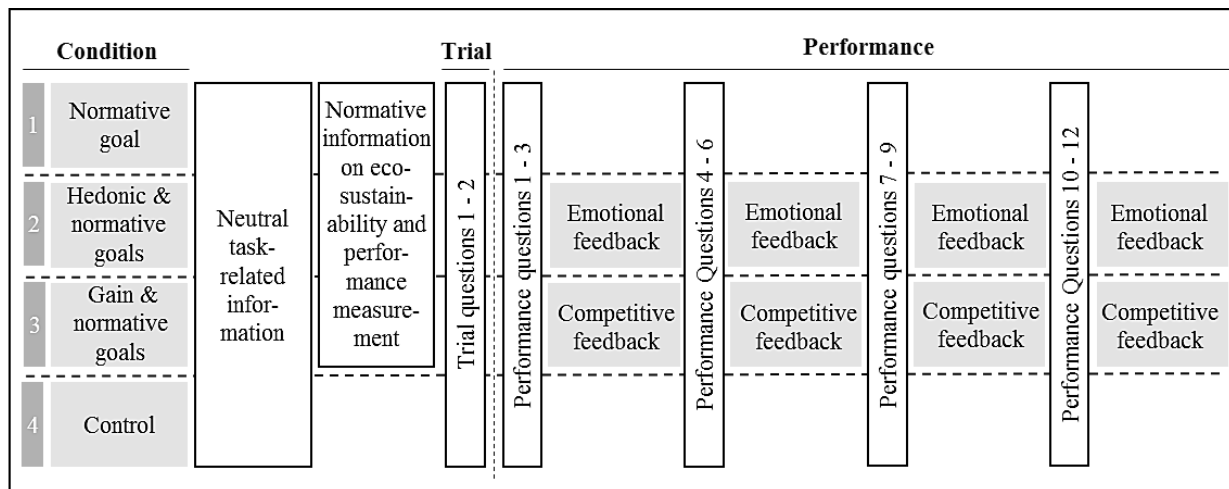 Condition
Trial
Performance
1
Normative
goal
2
Hedonic &
normative
goals
3
Gain &
normative
goals
4
Control
Neutral
task-
related
infor-
mation
Normative
information
on eco-
sustain-
ability and
perfor-
mance
measure-
ment
Trial questions 1 - 2
Performance questions 1 - 3
Emotional
feedback
Competitive
feedback
Performance Questions 4 - 6
Emotional
feedback
Competitive
feedback
Performance questions 7 - 9
Emotional
feedback
Competitive
feedback
Performance Questions 10 - 12
Emotional
feedback
Competitive
feedback